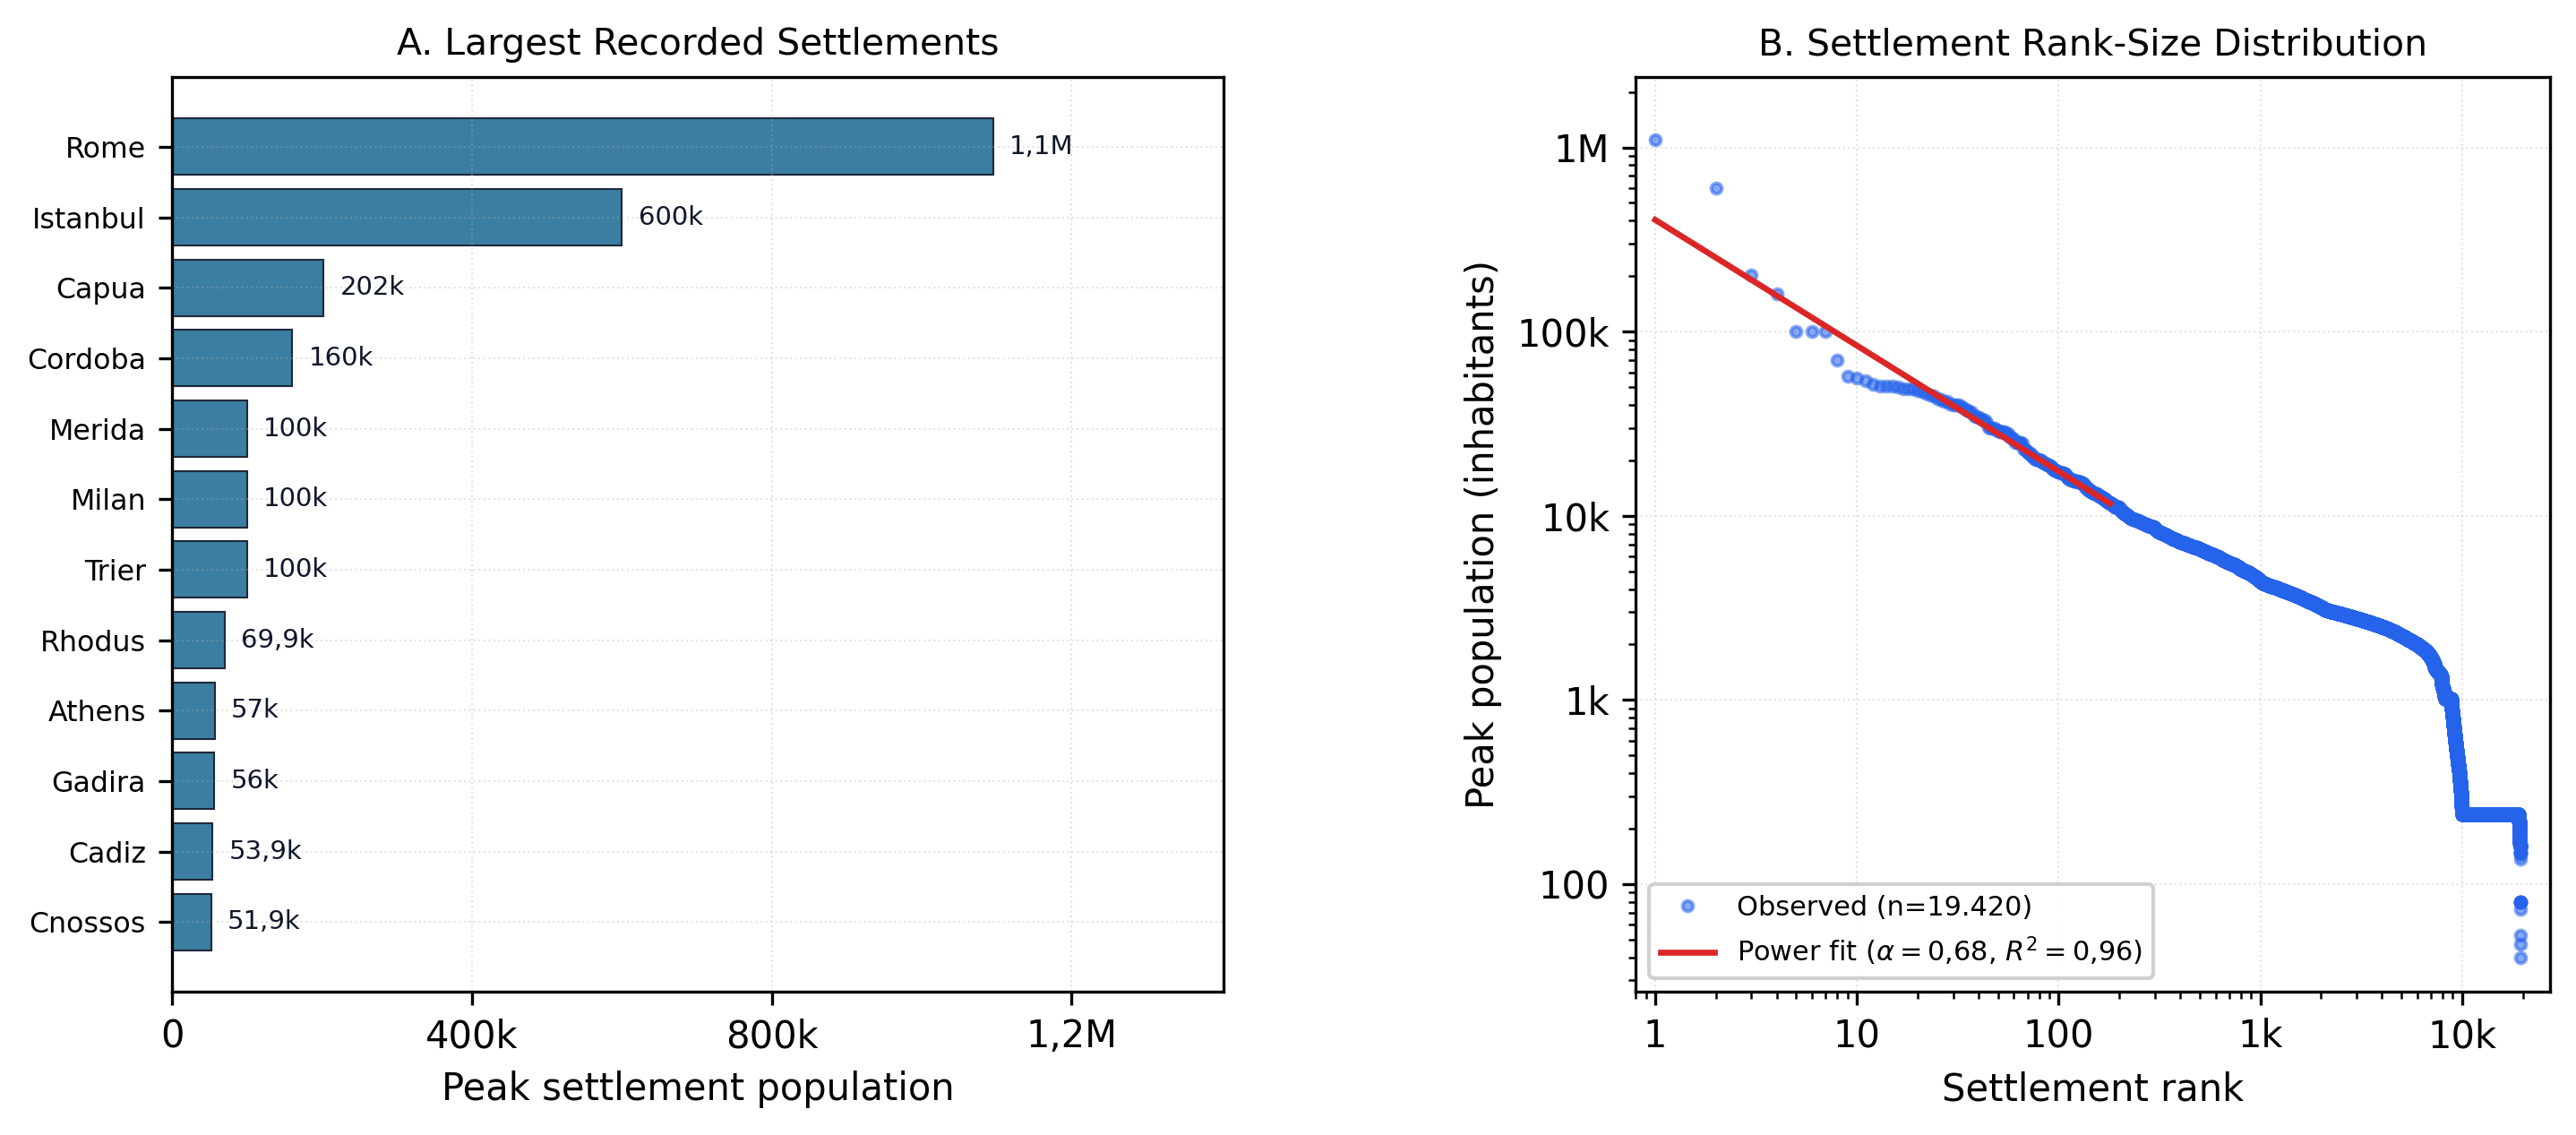 A. Largest Recorded Settlements
Rome
1,1M
Istanbul
600k
Capua
202k
Cordoba
160k
Merida
100k
Milan
100k
Trier
100k
Rhodus
69,9k
Athens
57k
Gadira
56k
Cadiz
53,9k
Cnossos
51,9k
0 400k 800k 1,2M
Peak settlement population
B. Settlement Rank-Size Distribution
Peak population (inhabitants)
1M
100k
10k
1k
100
Observed (n=19.420)
Power fit (α = 0,68, R² = 0,96)
1 10 100 1k 10k
Settlement rank